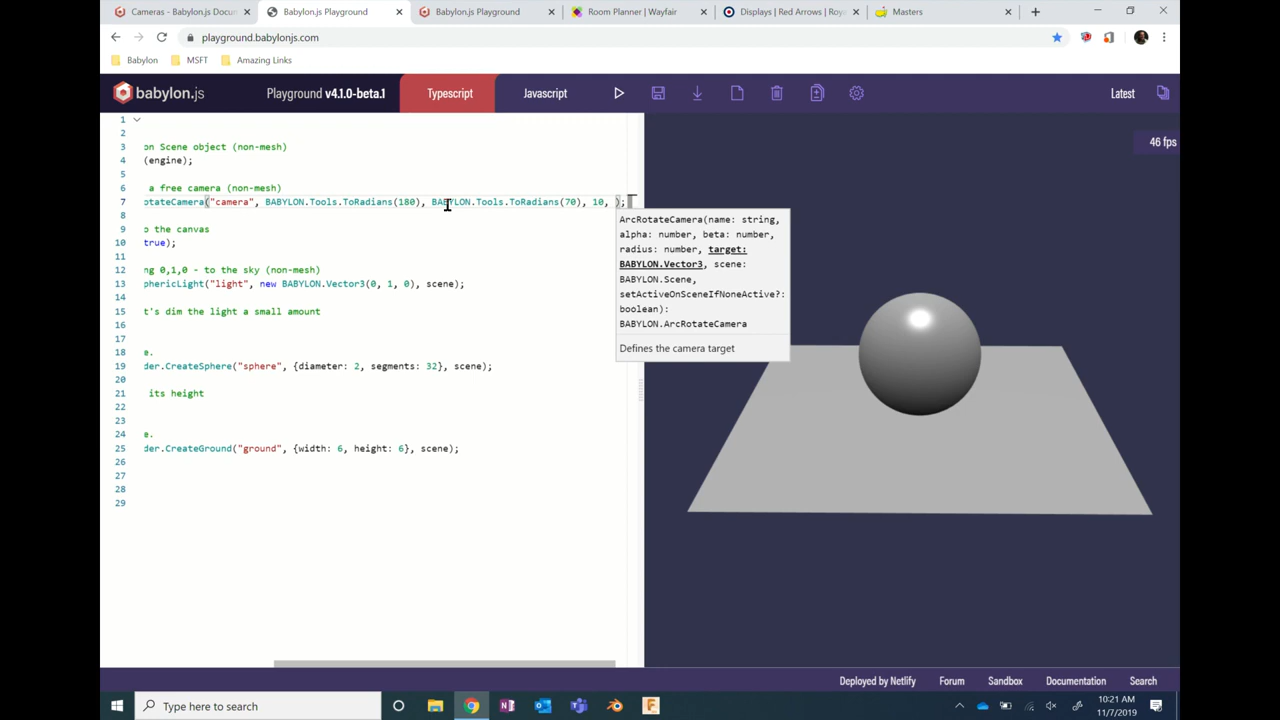 Cameras - Babylon.js Docum
Babylon.js Playground
Babylon.js Playground
Room Planner | Wayfair
Displays | Red Arrows | Roya
Masters
playground.babylonjs.com
Babylon
MSFT
Amazing Links
babylon.js
Playground v4.1.0-beta.1
Typescript
Javascript
Latest
46 fps
1
2
3 on Scene object (non-mesh)
4 (engine);
5
6 a free camera (non-mesh)
7 otateCamera("camera", BABYLON.Tools.ToRadians(180), BABYLON.Tools.ToRadians(70), 10, );
8
9 o the canvas
10 true);
11
12 ng 0,1,0 - to the sky (non-mesh)
13 phericLight("light", new BABYLON.Vector3(0, 1, 0), scene);
14
15 t's dim the light a small amount
16
17
18 e.
19 der.CreateSphere("sphere", {diameter: 2, segments: 32}, scene);
20
21 its height
22
23
24 e.
25 der.CreateGround("ground", {width: 6, height: 6}, scene);
26
27
28
29
ArcRotateCamera(name: string,
alpha: number, beta: number,
radius: number, target:
BABYLON.Vector3, scene:
BABYLON.Scene,
setActiveOnSceneIfNoneActive?:
boolean):
BABYLON.ArcRotateCamera
Defines the camera target
Deployed by Netlify
Forum
Sandbox
Documentation
Search
Type here to search
10:21 AM
11/7/2019